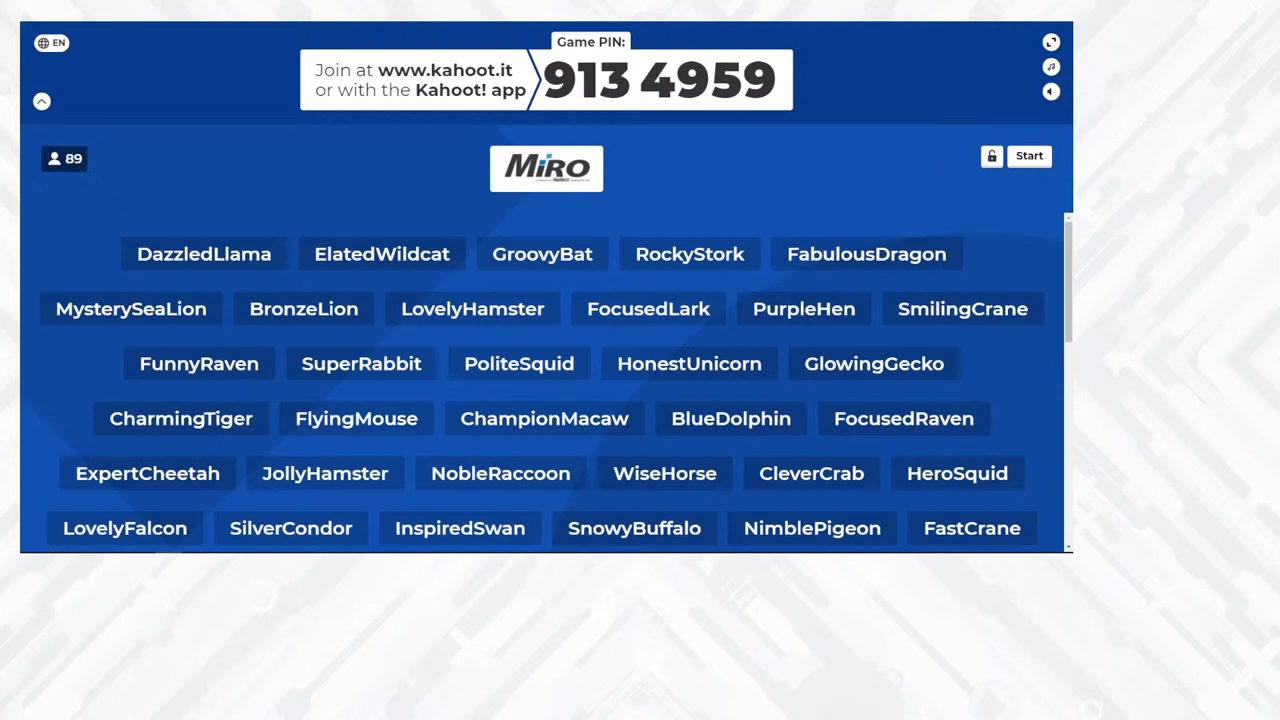 EN
Game PIN:
Join at www.kahoot.it
or with the Kahoot! app
913 4959
89
MiRO
Start
DazzledLlama ElatedWildcat GroovyBat RockyStork FabulousDragon
MysterySeaLion BronzeLion LovelyHamster FocusedLark PurpleHen SmilingCrane
FunnyRaven SuperRabbit PoliteSquid HonestUnicorn GlowingGecko
CharmingTiger FlyingMouse ChampionMacaw BlueDolphin FocusedRaven
ExpertCheetah JollyHamster NobleRaccoon WiseHorse CleverCrab HeroSquid
LovelyFalcon SilverCondor InspiredSwan SnowyBuffalo NimblePigeon FastCrane